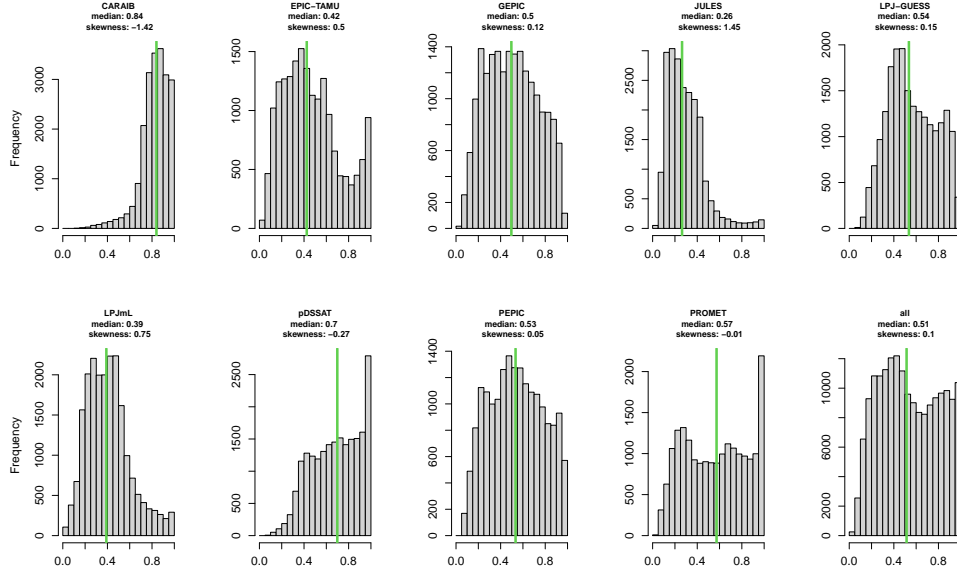 CARAIB
median: 0.84
skewness: −1.42
EPIC−TAMU
median: 0.42
skewness: 0.5
GEPIC
median: 0.5
skewness: 0.12
JULES
median: 0.26
skewness: 1.45
LPJ−GUESS
median: 0.54
skewness: 0.15
Frequency
0 1000 2000 3000
0.0 0.4 0.8
0 500 1000 1500
0.0 0.4 0.8
0 200 600 1000 1400
0.0 0.4 0.8
0 500 1500 2500
0.0 0.4 0.8
0 500 1000 1500 2000
0.0 0.4 0.8
LPJmL
median: 0.39
skewness: 0.75
pDSSAT
median: 0.7
skewness: −0.27
PEPIC
median: 0.53
skewness: 0.05
PROMET
median: 0.57
skewness: −0.01
all
median: 0.51
skewness: 0.1
Frequency
0 500 1000 1500 2000
0.0 0.4 0.8
0 500 1500 2500
0.0 0.4 0.8
0 200 600 1000 1400
0.0 0.4 0.8
0 500 1000 1500 2000
0.0 0.4 0.8
0 2000 6000 10000
0.0 0.4 0.8